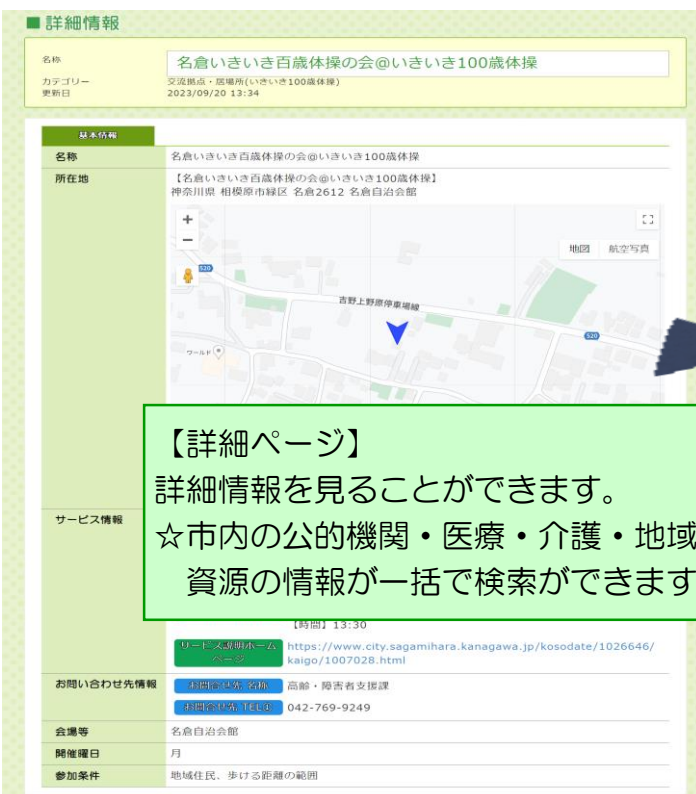 ■詳細情報
名称 名倉いきいき百歳体操の会@いきいき100歳体操
カテゴリー 交流拠点・居場所(いきいき100歳体操)
更新日 2023/09/20 13:34
基本情報
名称 名倉いきいき百歳体操の会@いきいき100歳体操
所在地 【名倉いきいき百歳体操の会@いきいき100歳体操】
神奈川県 相模原市緑区 名倉2612 名倉自治会館
+
−
地図 航空写真
520
吉野上野原停車場線
520
ワールド
【詳細ページ】
詳細情報を見ることができます。
☆市内の公的機関・医療・介護・地域
資源の情報が一括で検索ができます
サービス情報
【時間】13:30
サービス説明ホームページ https://www.city.sagamihara.kanagawa.jp/kosodate/1026646/
kaigo/1007028.html
お問い合わせ先情報 お問合せ先 名称 高齢・障害者支援課
お問合せ先 TEL① 042-769-9249
会場等 名倉自治会館
開催曜日 月
参加条件 地域住民、歩ける距離の範囲